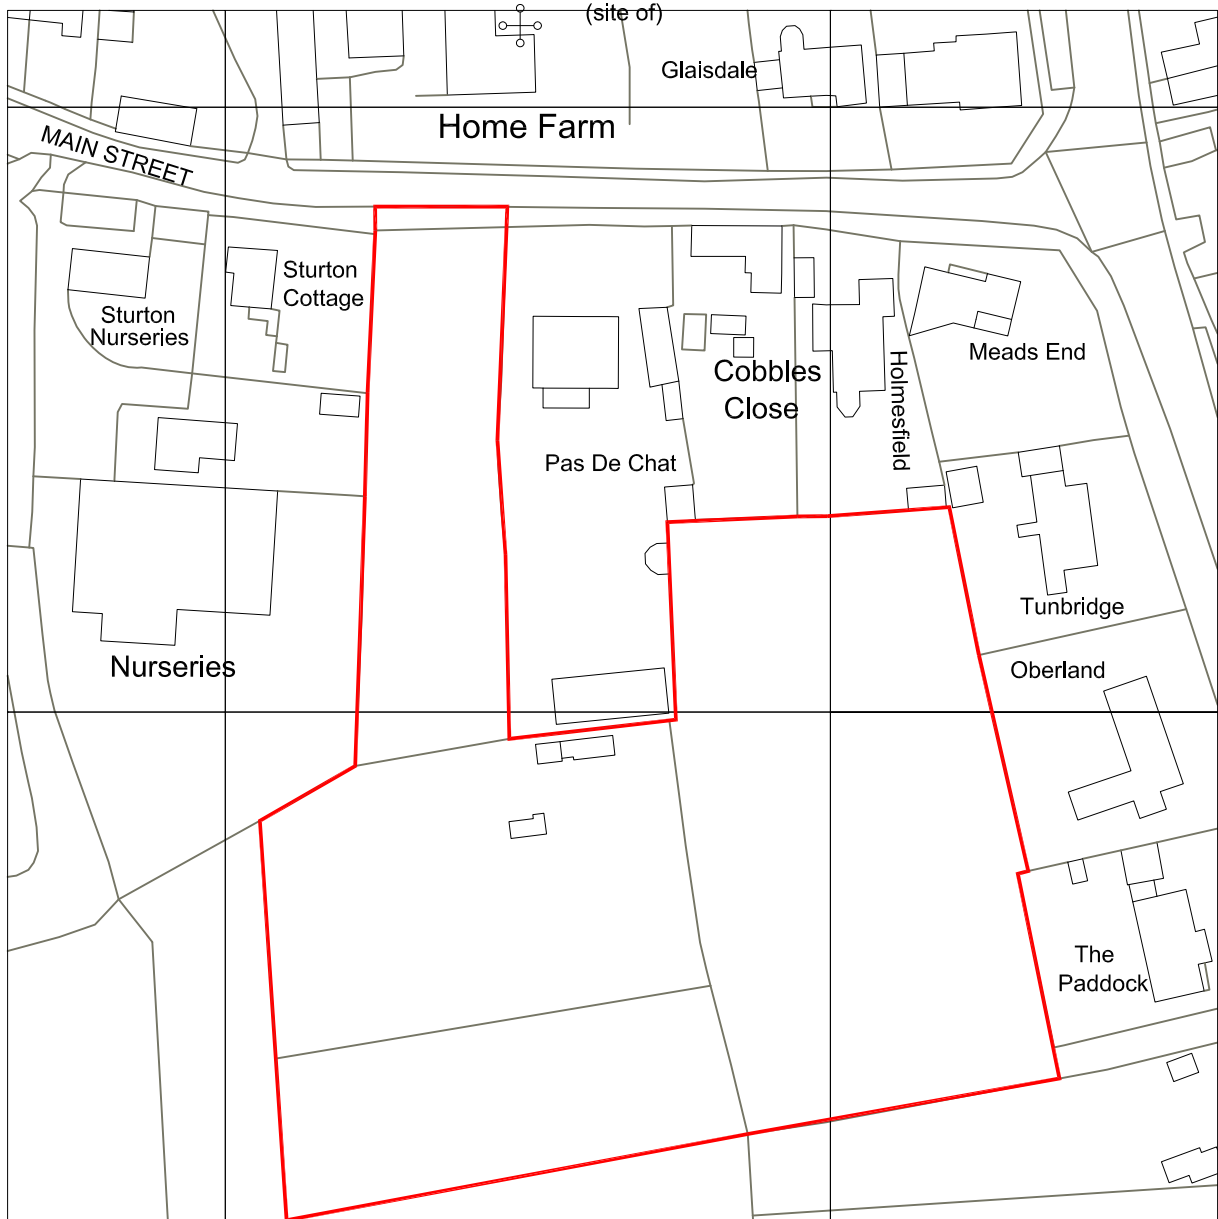 (site of)
Glaisdale
Home Farm
MAIN STREET
Sturton
Cottage
Sturton
Nurseries
Meads End
Cobbles
Close
Holmesfield
Pas De Chat
Tunbridge
Nurseries
Oberland
The
Paddock